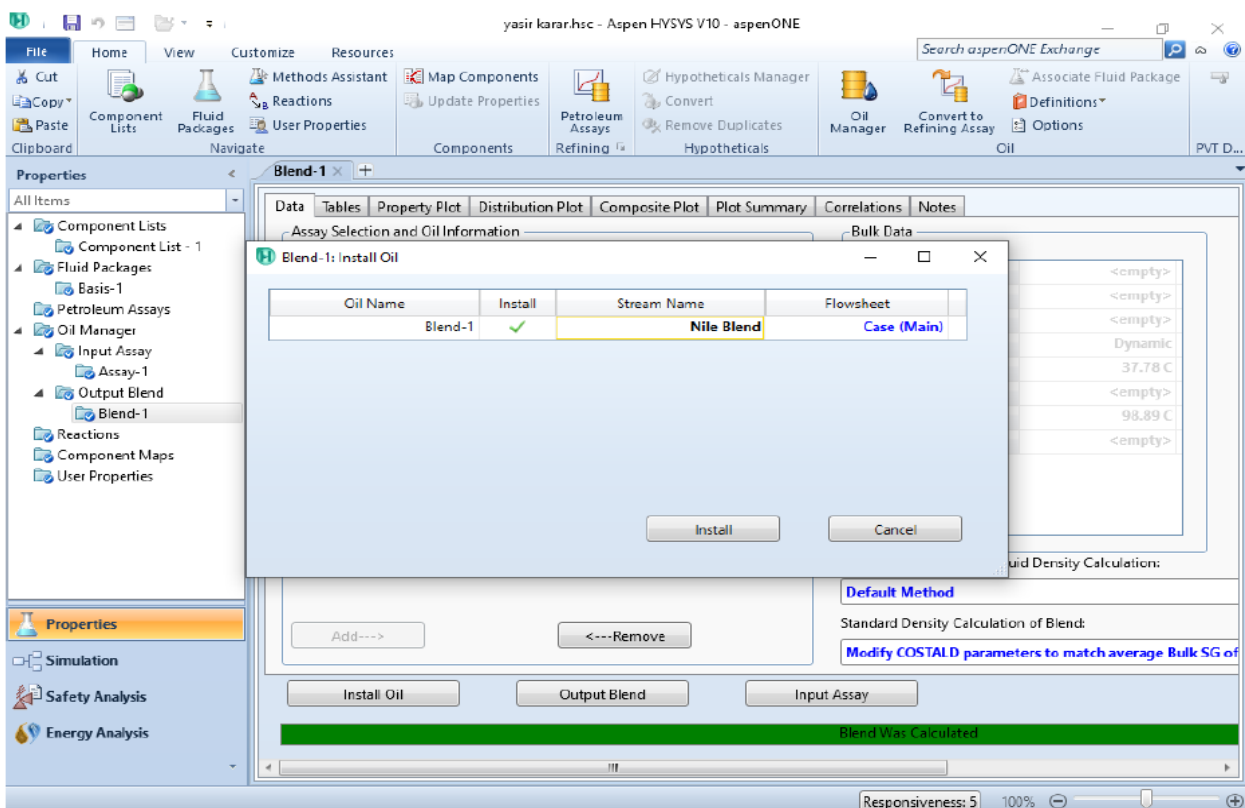 yasir karar.hsc - Aspen HYSYS V10 - aspenONE
File Home View Customize Resources Search aspenONE Exchange
Cut Methods Assistant Map Components Hypotheticals Manager Associate Fluid Package
Copy Reactions Update Properties Convert Definitions
Paste Component Lists Fluid Packages User Properties Petroleum Assays Remove Duplicates Oil Manager Convert to Refining Assay Options
Clipboard Navigate Components Refining Hypotheticals Oil PVT D...
Properties < Blend-1 × +
All Items
Data Tables Property Plot Distribution Plot Composite Plot Plot Summary Correlations Notes
Component Lists
Component List - 1
Fluid Packages
Basis-1
Petroleum Assays
Oil Manager
Input Assay
Assay-1
Output Blend
Blend-1
Reactions
Component Maps
User Properties
Assay Selection and Oil Information Bulk Data
Blend-1: Install Oil
Oil Name Install Stream Name Flowsheet
Blend-1 Nile Blend Case (Main)
Install Cancel
<empty>
<empty>
<empty>
Dynamic
37.78 C
<empty>
98.89 C
<empty>
uid Density Calculation:
Default Method
Standard Density Calculation of Blend:
Modify COSTALD parameters to match average Bulk SG of
Add---> <---Remove
Install Oil Output Blend Input Assay
Blend Was Calculated
Properties
Simulation
Safety Analysis
Energy Analysis
Responsiveness: 5 100%